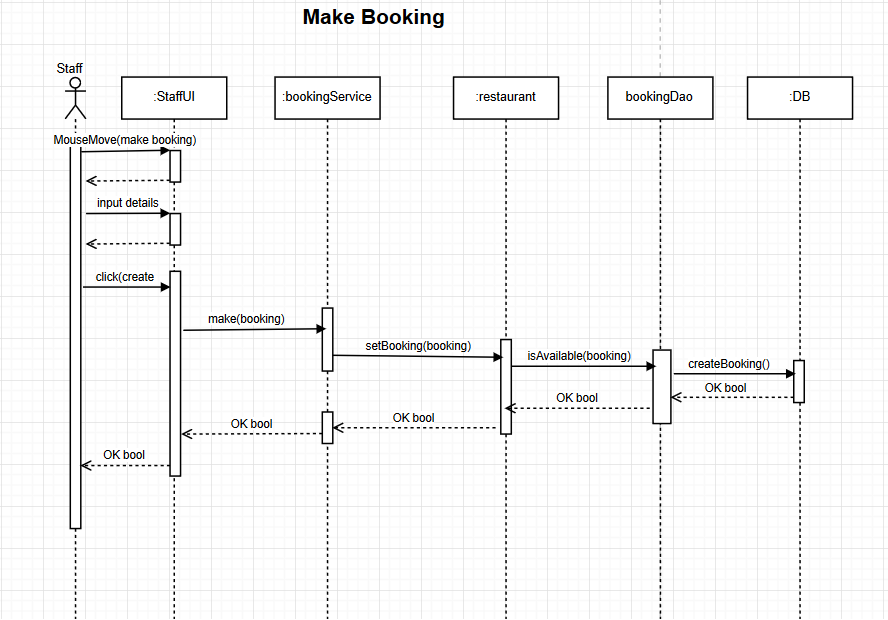 Make Booking
Staff
:StaffUI
:bookingService
:restaurant
bookingDao
:DB
MouseMove(make booking)
input details
click(create
make(booking)
setBooking(booking)
isAvailable(booking)
createBooking()
OK bool
OK bool
OK bool
OK bool
OK bool